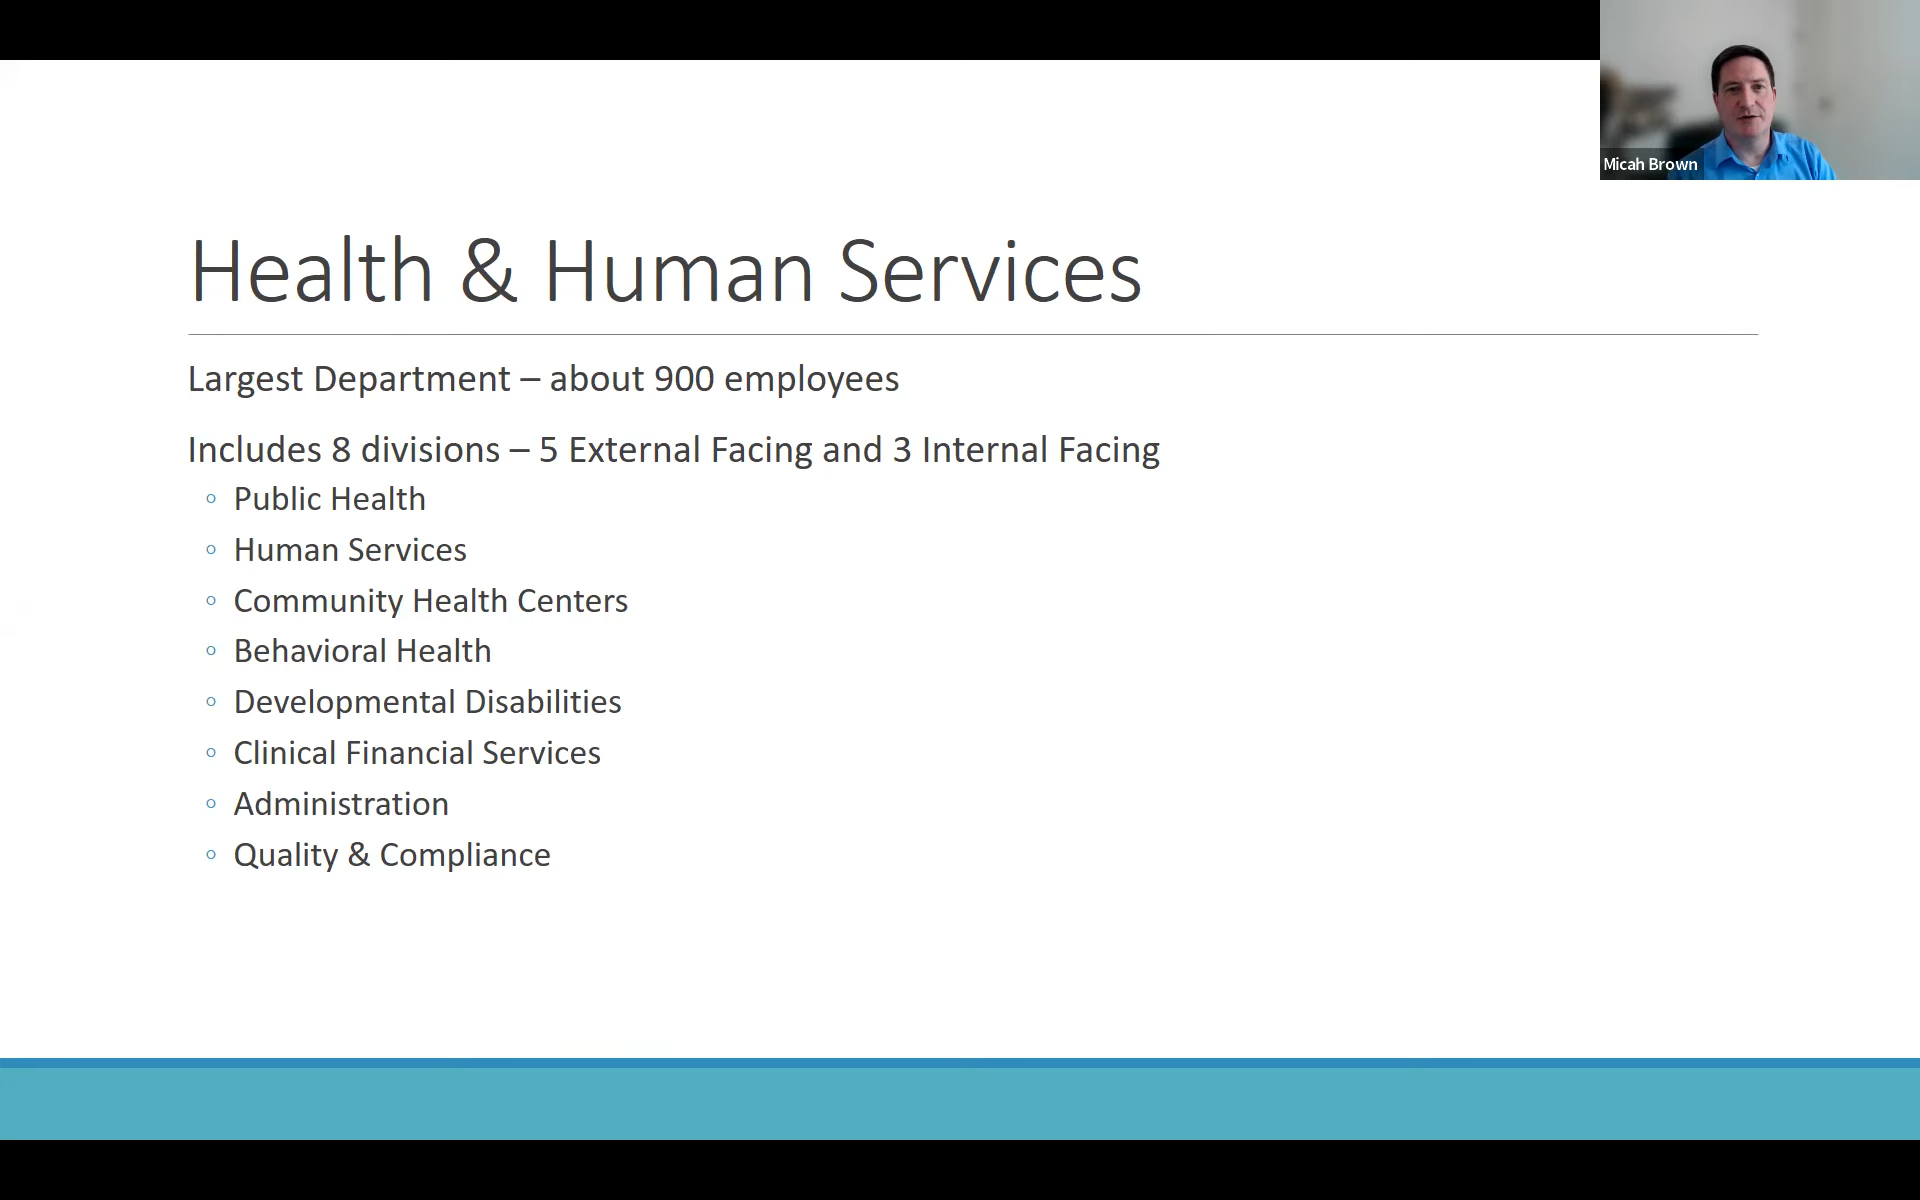 Micah Brown
Health & Human Services
Largest Department – about 900 employees
Includes 8 divisions – 5 External Facing and 3 Internal Facing
◦ Public Health
◦ Human Services
◦ Community Health Centers
◦ Behavioral Health
◦ Developmental Disabilities
◦ Clinical Financial Services
◦ Administration
◦ Quality & Compliance